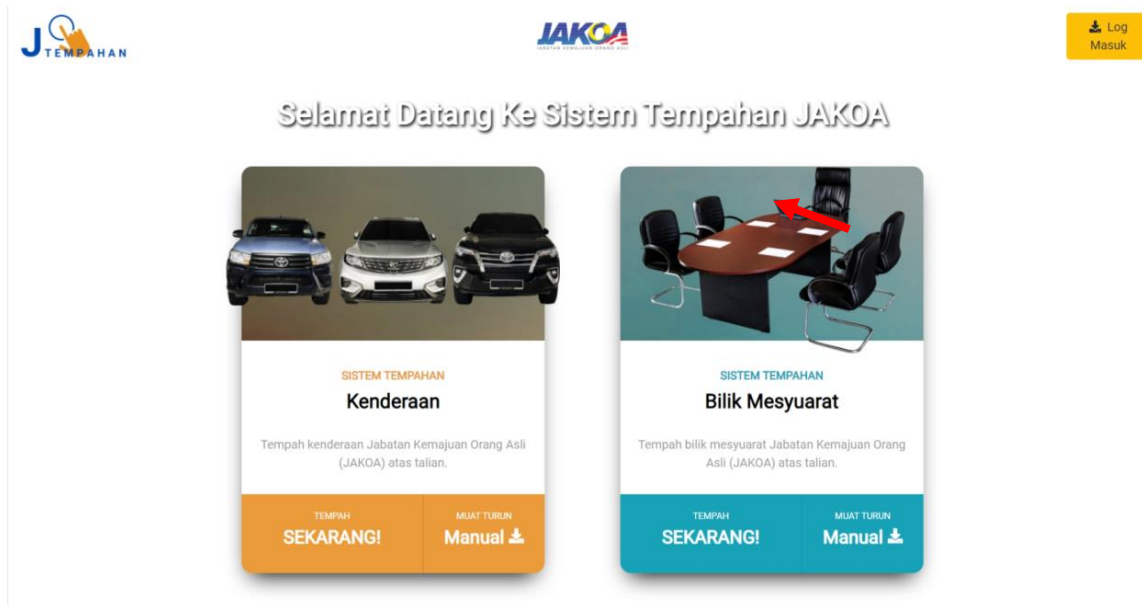 J TEMPAHAN
JAKOA
JABATAN KEMAJUAN ORANG ASLI
Log
Masuk
Selamat Datang Ke Sistem Tempahan JAKOA
SISTEM TEMPAHAN
Kenderaan
Tempah kenderaan Jabatan Kemajuan Orang Asli
(JAKOA) atas talian.
TEMPAH
SEKARANG!
MUAT TURUN
Manual
SISTEM TEMPAHAN
Bilik Mesyuarat
Tempah bilik mesyuarat Jabatan Kemajuan Orang
Asli (JAKOA) atas talian.
TEMPAH
SEKARANG!
MUAT TURUN
Manual